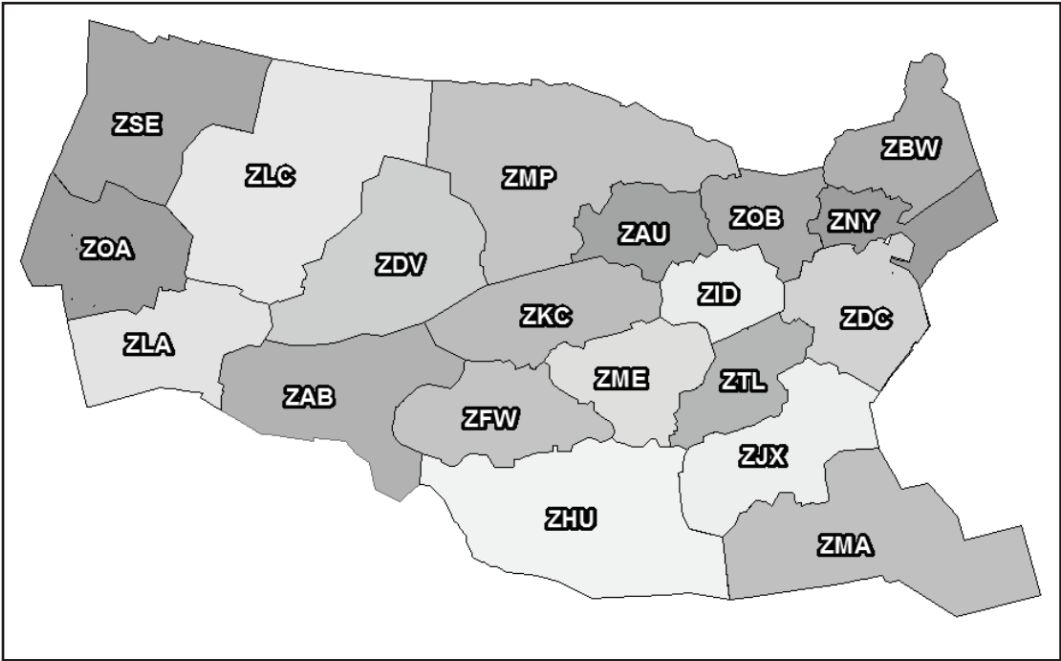 ZSE
ZLC
ZMP
ZBW
ZOA
ZDV
ZAU
ZOB
ZNY
ZLA
ZKC
ZID
ZDC
ZAB
ZFW
ZME
ZTL
ZJX
ZHU
ZMA